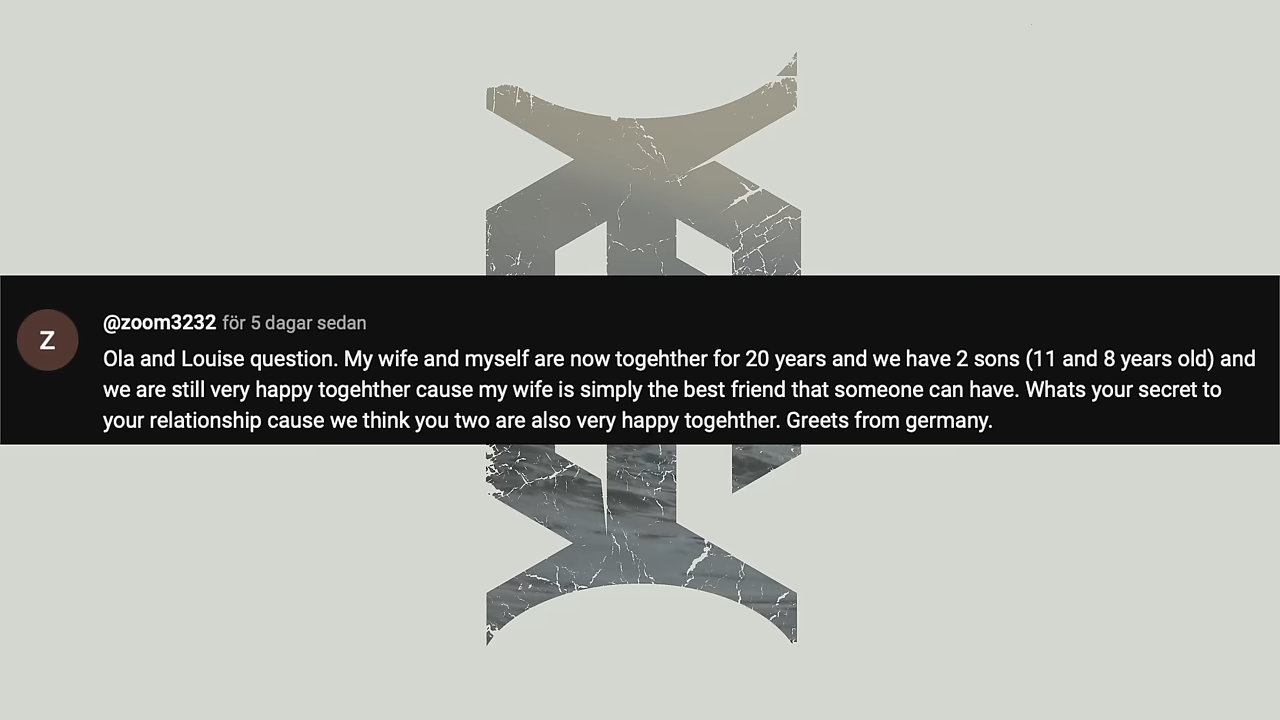 Z
@zoom3232 för 5 dagar sedan
Ola and Louise question. My wife and myself are now togehther for 20 years and we have 2 sons (11 and 8 years old) and
we are still very happy togehther cause my wife is simply the best friend that someone can have. Whats your secret to
your relationship cause we think you two are also very happy togehther. Greets from germany.